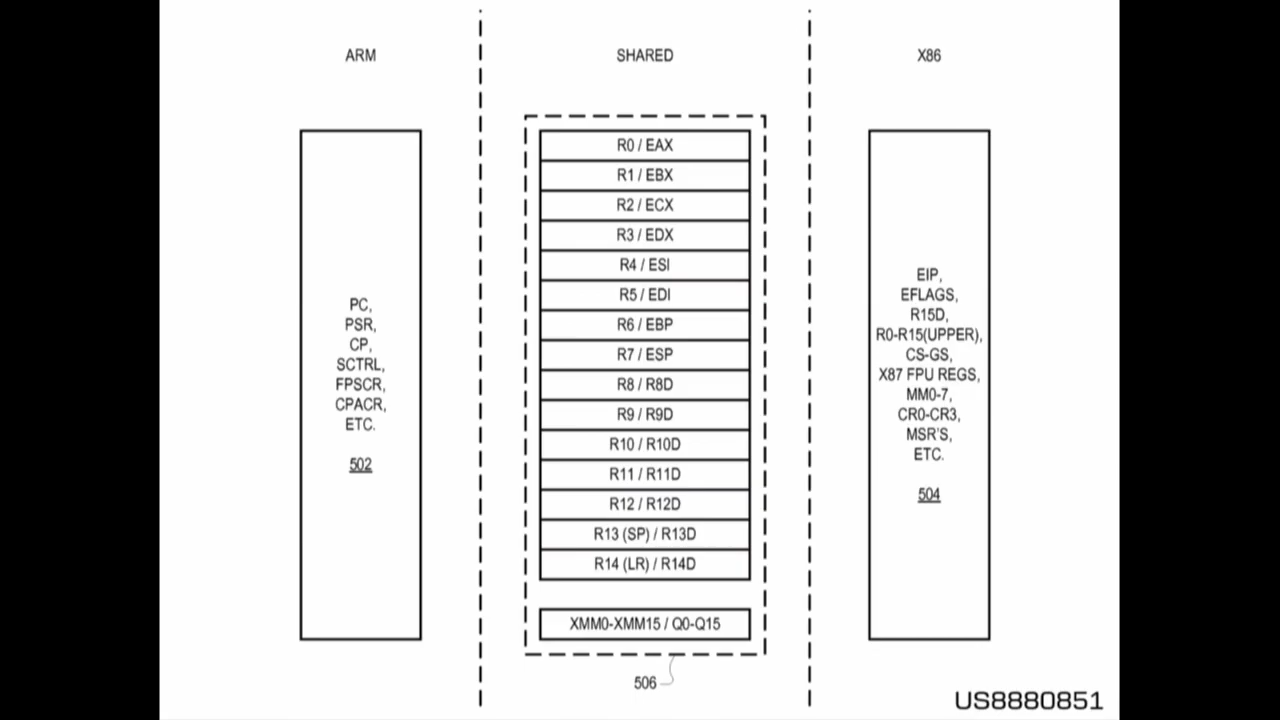 ARM
SHARED
X86
PC,
PSR,
CP,
SCTRL,
FPSCR,
CPACR,
ETC.
502
R0 / EAX
R1 / EBX
R2 / ECX
R3 / EDX
R4 / ESI
R5 / EDI
R6 / EBP
R7 / ESP
R8 / R8D
R9 / R9D
R10 / R10D
R11 / R11D
R12 / R12D
R13 (SP) / R13D
R14 (LR) / R14D
XMM0-XMM15 / Q0-Q15
506
EIP,
EFLAGS,
R15D,
R0-R15(UPPER),
CS-GS,
X87 FPU REGS,
MM0-7,
CR0-CR3,
MSR'S,
ETC.
504
US8880851